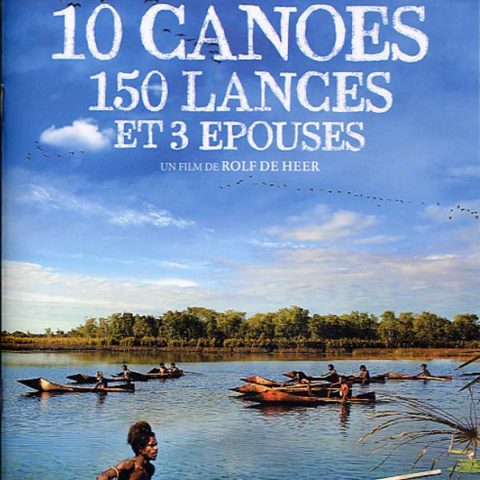 10 CANOES
150 LANCES
ET 3 EPOUSES
UN FILM DE ROLF DE HEER